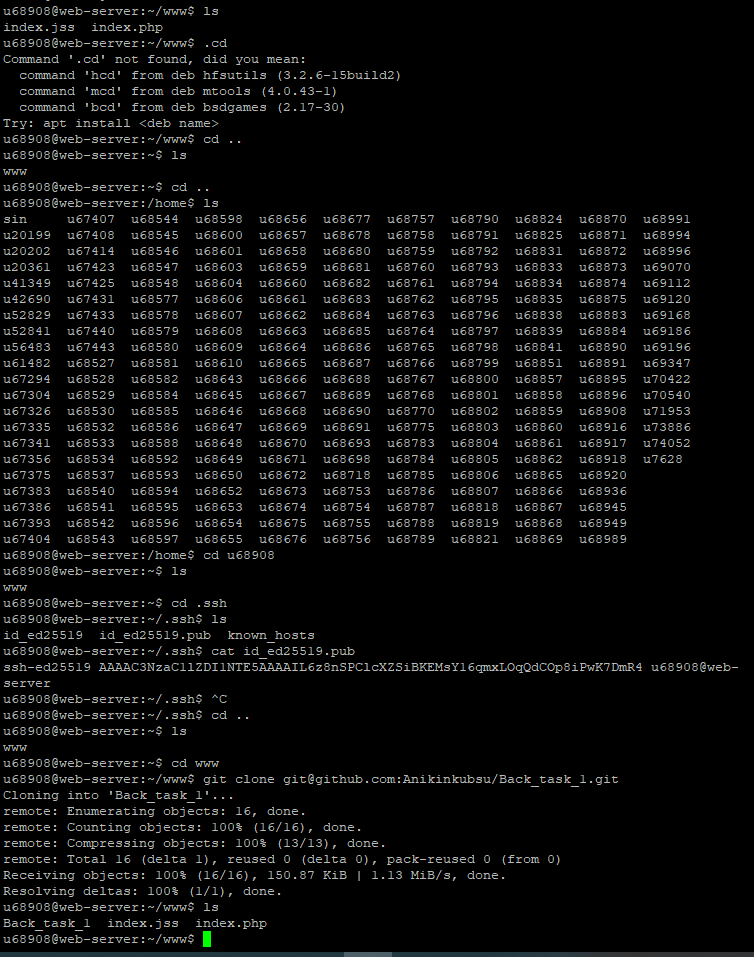 u68908@web-server:~/www$ ls
index.jss  index.php
u68908@web-server:~/www$ .cd
Command '.cd' not found, did you mean:
  command 'hcd' from deb hfsutils (3.2.6-15build2)
  command 'mcd' from deb mtools (4.0.43-1)
  command 'bcd' from deb bsdgames (2.17-30)
Try: apt install <deb name>
u68908@web-server:~/www$ cd ..
u68908@web-server:~$ ls
www
u68908@web-server:~$ cd ..
u68908@web-server:/home$ ls
sin     u67407  u68544  u68598  u68656  u68677  u68757  u68790  u68824  u68870  u68991
u20199  u67408  u68545  u68600  u68657  u68678  u68758  u68791  u68825  u68871  u68994
u20202  u67414  u68546  u68601  u68658  u68680  u68759  u68792  u68831  u68872  u68996
u20361  u67423  u68547  u68603  u68659  u68681  u68760  u68793  u68833  u68873  u69070
u41349  u67425  u68548  u68604  u68660  u68682  u68761  u68794  u68834  u68874  u69112
u42690  u67431  u68577  u68606  u68661  u68683  u68762  u68795  u68835  u68875  u69120
u52829  u67433  u68578  u68607  u68662  u68684  u68763  u68796  u68838  u68883  u69168
u52841  u67440  u68579  u68608  u68663  u68685  u68764  u68797  u68839  u68884  u69186
u56483  u67443  u68580  u68609  u68664  u68686  u68765  u68798  u68841  u68890  u69196
u61482  u68527  u68581  u68610  u68665  u68687  u68766  u68799  u68851  u68891  u69347
u67294  u68528  u68582  u68643  u68666  u68688  u68767  u68800  u68857  u68895  u70422
u67304  u68529  u68584  u68645  u68667  u68689  u68768  u68801  u68858  u68896  u70540
u67326  u68530  u68585  u68646  u68668  u68690  u68770  u68802  u68859  u68908  u71953
u67335  u68532  u68586  u68647  u68669  u68691  u68775  u68803  u68860  u68916  u73886
u67341  u68533  u68588  u68648  u68670  u68693  u68783  u68804  u68861  u68917  u74052
u67356  u68534  u68592  u68649  u68671  u68698  u68784  u68805  u68862  u68918  u7628
u67375  u68537  u68593  u68650  u68672  u68718  u68785  u68806  u68865  u68920
u67383  u68540  u68594  u68652  u68673  u68753  u68786  u68807  u68866  u68936
u67386  u68541  u68595  u68653  u68674  u68754  u68787  u68818  u68867  u68945
u67393  u68542  u68596  u68654  u68675  u68755  u68788  u68819  u68868  u68949
u67404  u68543  u68597  u68655  u68676  u68756  u68789  u68821  u68869  u68989
u68908@web-server:/home$ cd u68908
u68908@web-server:~$ ls
www
u68908@web-server:~$ cd .ssh
u68908@web-server:~/.ssh$ ls
id_ed25519  id_ed25519.pub  known_hosts
u68908@web-server:~/.ssh$ cat id_ed25519.pub
ssh-ed25519 AAAAC3NzaC1lZDI1NTE5AAAAIL6z8nSPClcXZSiBKEMsY16qmxLOqQdCOp8iPwK7DmR4 u68908@web-
server
u68908@web-server:~/.ssh$ ^C
u68908@web-server:~/.ssh$ cd ..
u68908@web-server:~$ ls
www
u68908@web-server:~$ cd www
u68908@web-server:~/www$ git clone git@github.com:Anikinkubsu/Back_task_1.git
Cloning into 'Back_task_1'...
remote: Enumerating objects: 16, done.
remote: Counting objects: 100% (16/16), done.
remote: Compressing objects: 100% (13/13), done.
remote: Total 16 (delta 1), reused 0 (delta 0), pack-reused 0 (from 0)
Receiving objects: 100% (16/16), 150.87 KiB | 1.13 MiB/s, done.
Resolving deltas: 100% (1/1), done.
u68908@web-server:~/www$ ls
Back_task_1  index.jss  index.php
u68908@web-server:~/www$